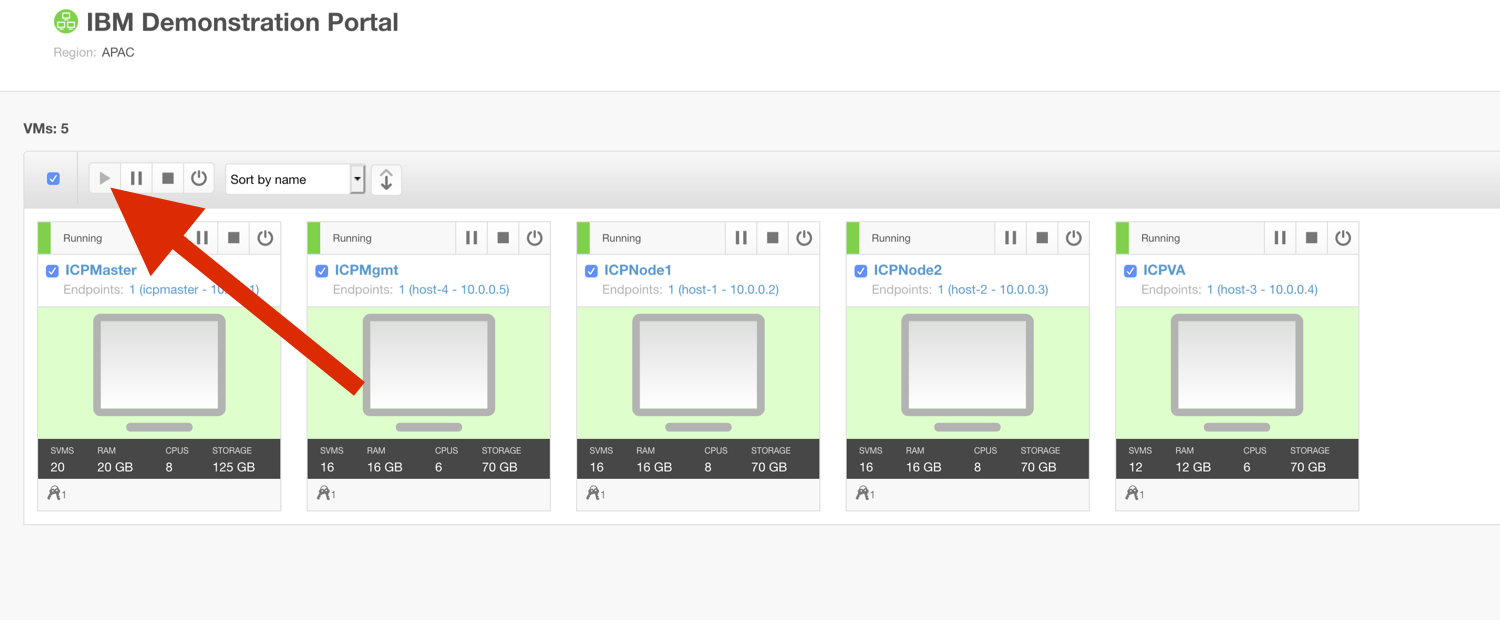 IBM Demonstration Portal
Region: APAC
VMs: 5
Sort by name
Running
ICPMaster
Endpoints: 1 (icpmaster - 10. 1)
SVMS RAM CPUS STORAGE
20 20 GB 8 125 GB
1
Running
ICPMgmt
Endpoints: 1 (host-4 - 10.0.0.5)
SVMS RAM CPUS STORAGE
16 16 GB 6 70 GB
1
Running
ICPNode1
Endpoints: 1 (host-1 - 10.0.0.2)
SVMS RAM CPUS STORAGE
16 16 GB 8 70 GB
1
Running
ICPNode2
Endpoints: 1 (host-2 - 10.0.0.3)
SVMS RAM CPUS STORAGE
16 16 GB 8 70 GB
1
Running
ICPVA
Endpoints: 1 (host-3 - 10.0.0.4)
SVMS RAM CPUS STORAGE
12 12 GB 6 70 GB
1